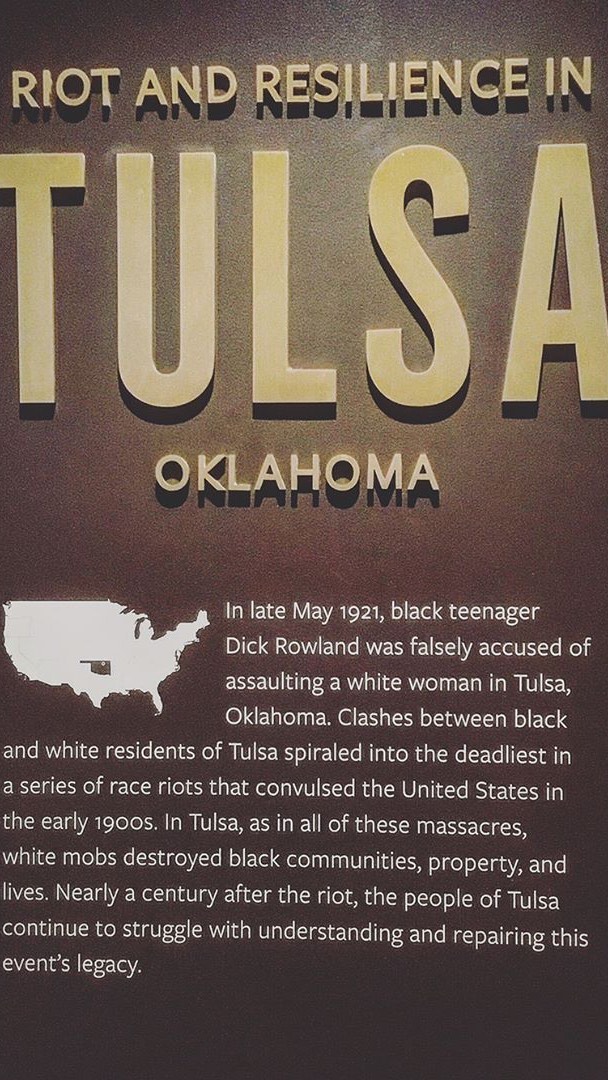 RIOT AND RESILIENCE IN
TULSA
OKLAHOMA
In late May 1921, black teenager
Dick Rowland was falsely accused of
assaulting a white woman in Tulsa,
Oklahoma. Clashes between black
and white residents of Tulsa spiraled into the deadliest in
a series of race riots that convulsed the United States in
the early 1900s. In Tulsa, as in all of these massacres,
white mobs destroyed black communities, property, and
lives. Nearly a century after the riot, the people of Tulsa
continue to struggle with understanding and repairing this
event's legacy.